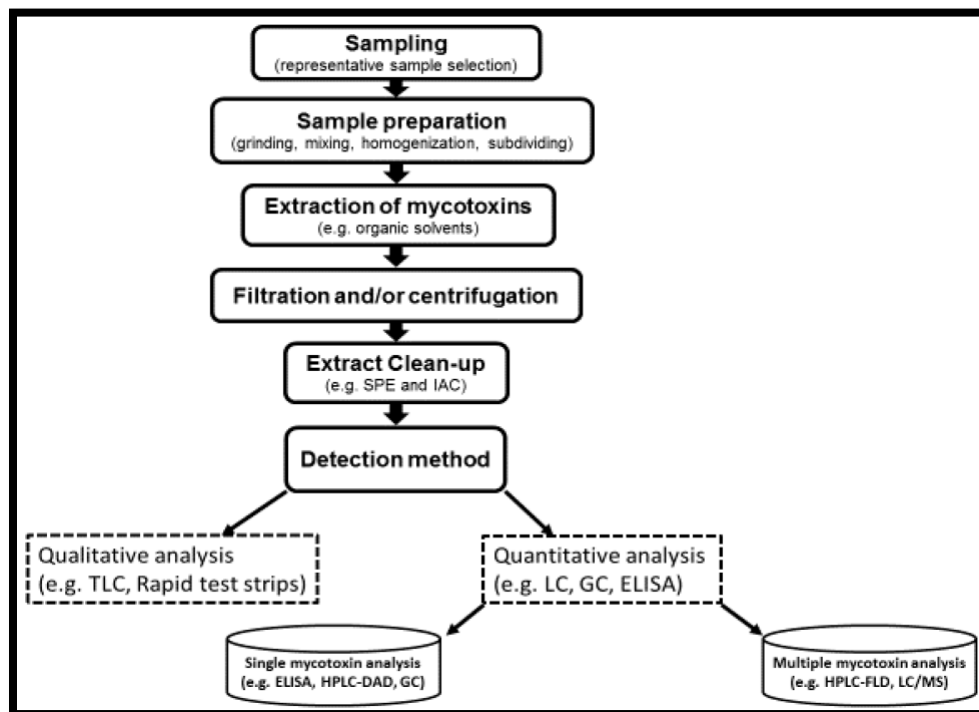 Sampling
(representative sample selection)
Sample preparation
(grinding, mixing, homogenization, subdividing)
Extraction of mycotoxins
(e.g. organic solvents)
Filtration and/or centrifugation
Extract Clean-up
(e.g. SPE and IAC)
Detection method
Qualitative analysis
(e.g. TLC, Rapid test strips)
Quantitative analysis
(e.g. LC, GC, ELISA)
Single mycotoxin analysis
(e.g. ELISA, HPLC-DAD, GC)
Multiple mycotoxin analysis
(e.g. HPLC-FLD, LC/MS)